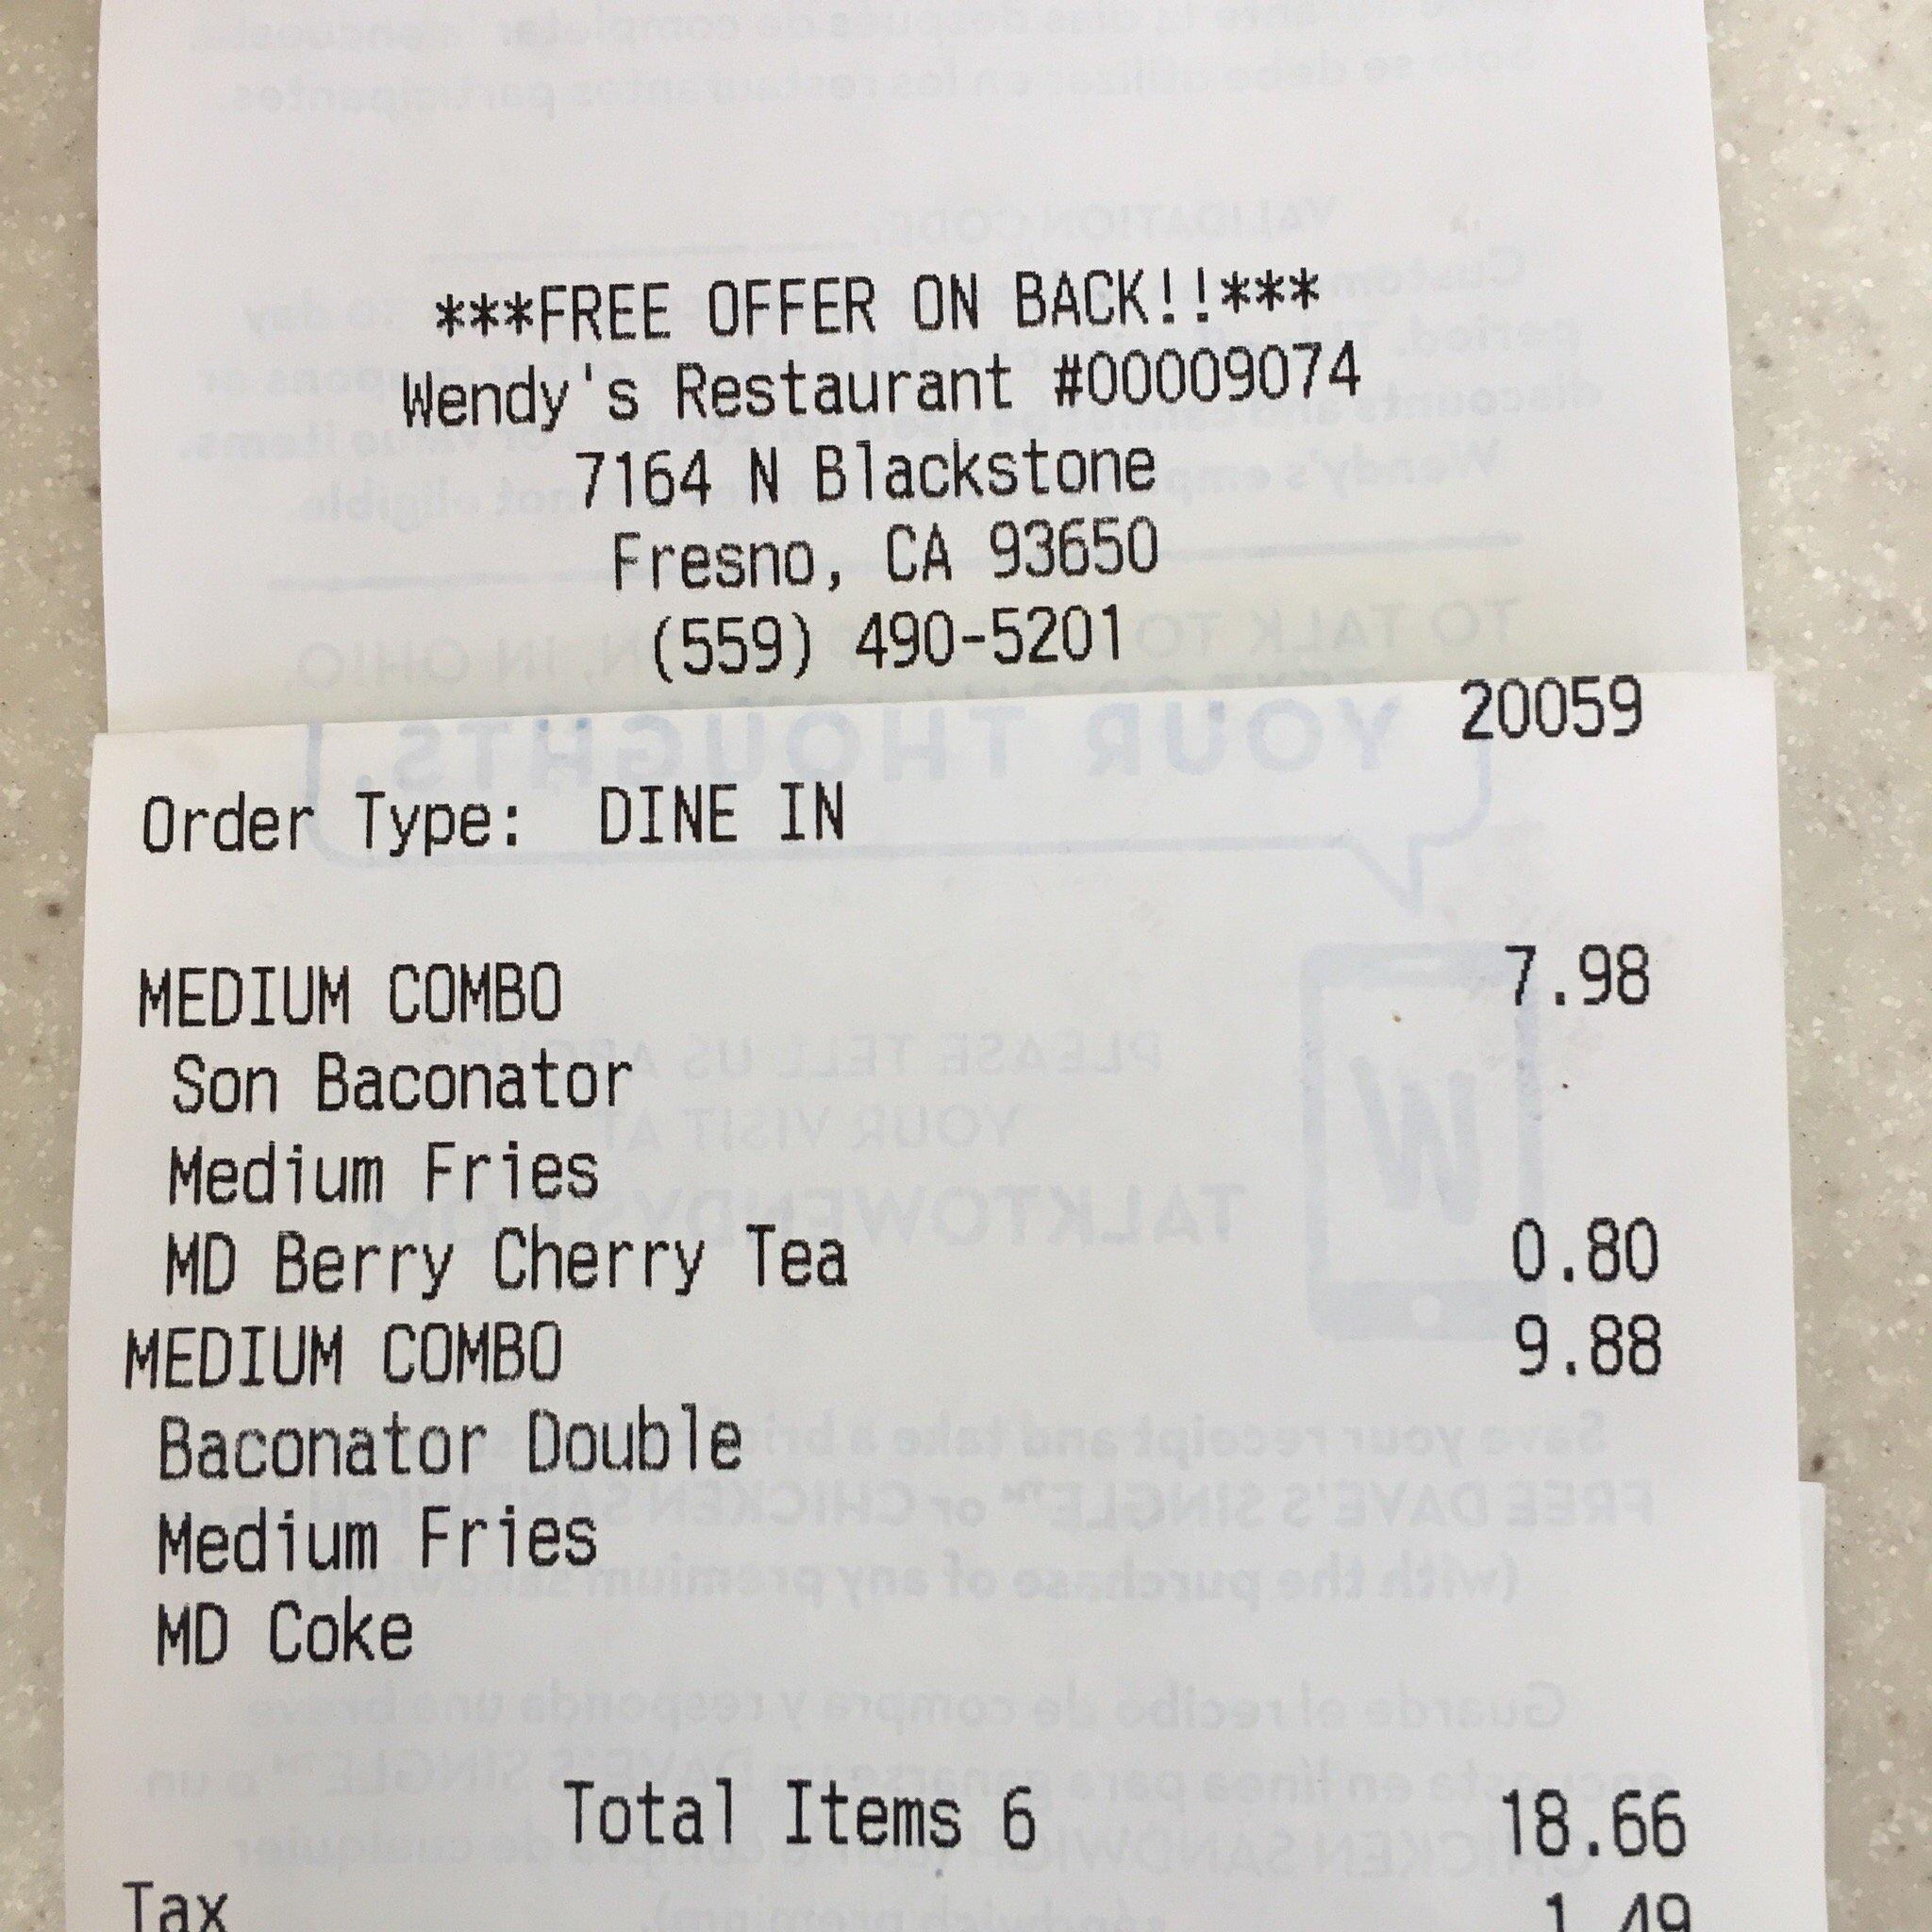 ***FREE OFFER ON BACK!!***
Wendy's Restaurant #00009074
7164 N Blackstone
Fresno, CA 93650
(559) 490-5201
20059
Order Type: DINE IN
MEDIUM COMBO 7.98
Son Baconator
Medium Fries
MD Berry Cherry Tea 0.80
MEDIUM COMBO 9.88
Baconator Double
Medium Fries
MD Coke
Total Items 6 18.66
Tax 1.49